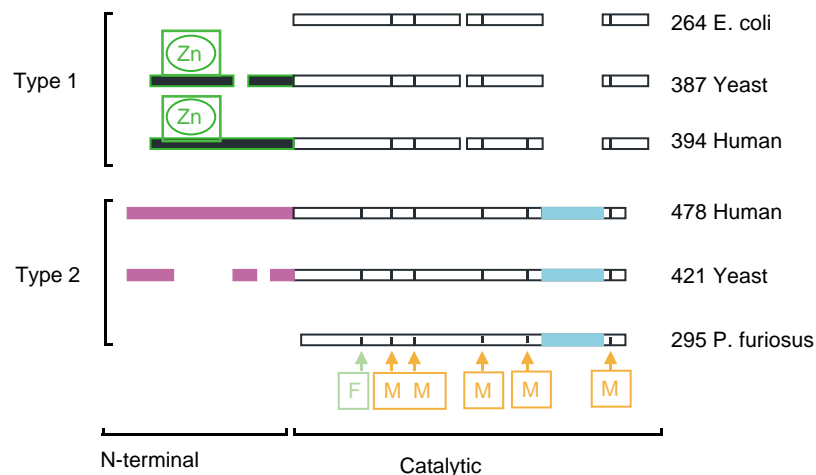 264 E. coli
Zn
Type 1
387 Yeast
Zn
394 Human
478 Human
Type 2
421 Yeast
295 P. furiosus
F M M M M M
N-terminal
Catalytic